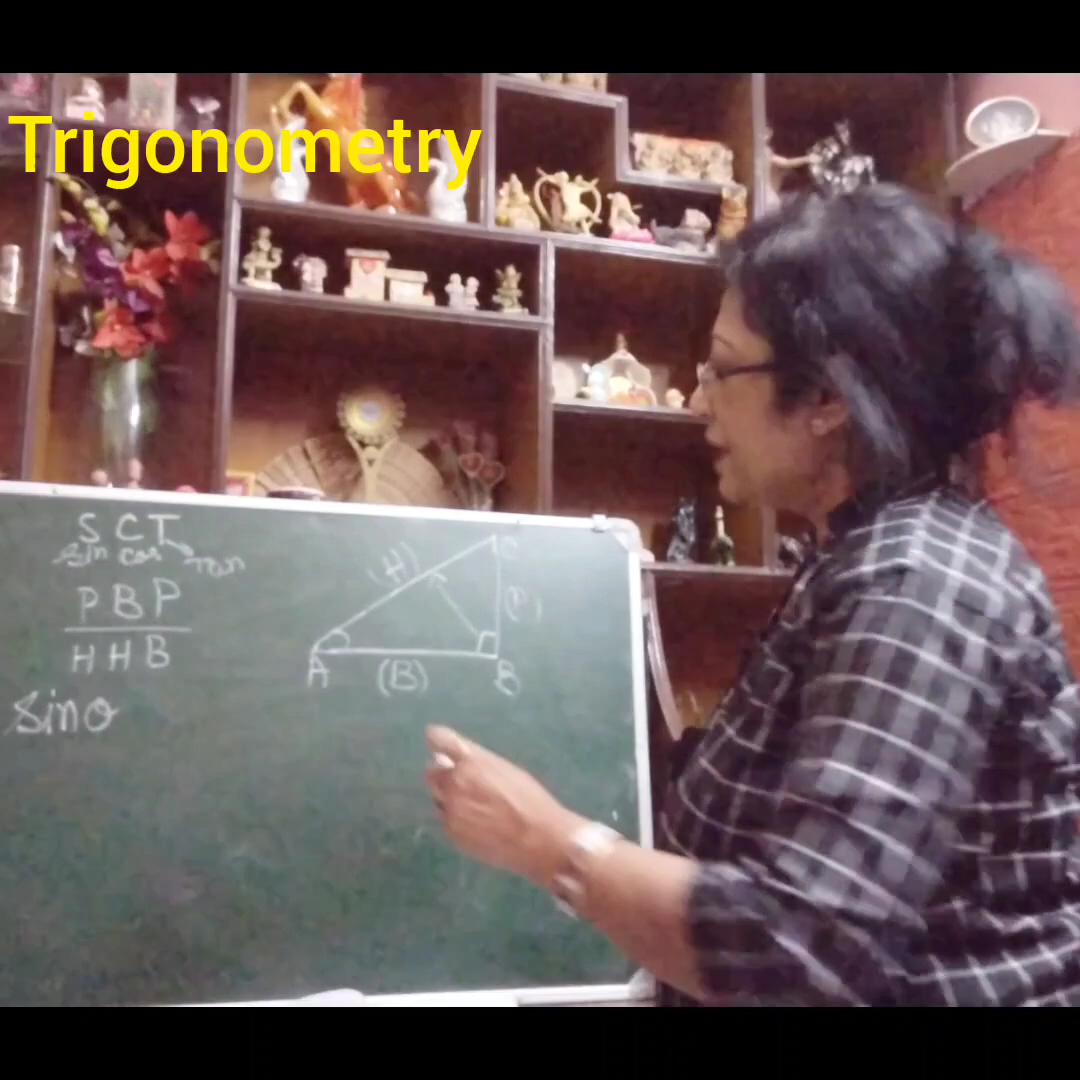 Trigonometry
S C T
sin cos Tan
P B P
H H B
sinθ
(H)
C
(P)
A
(B)
B